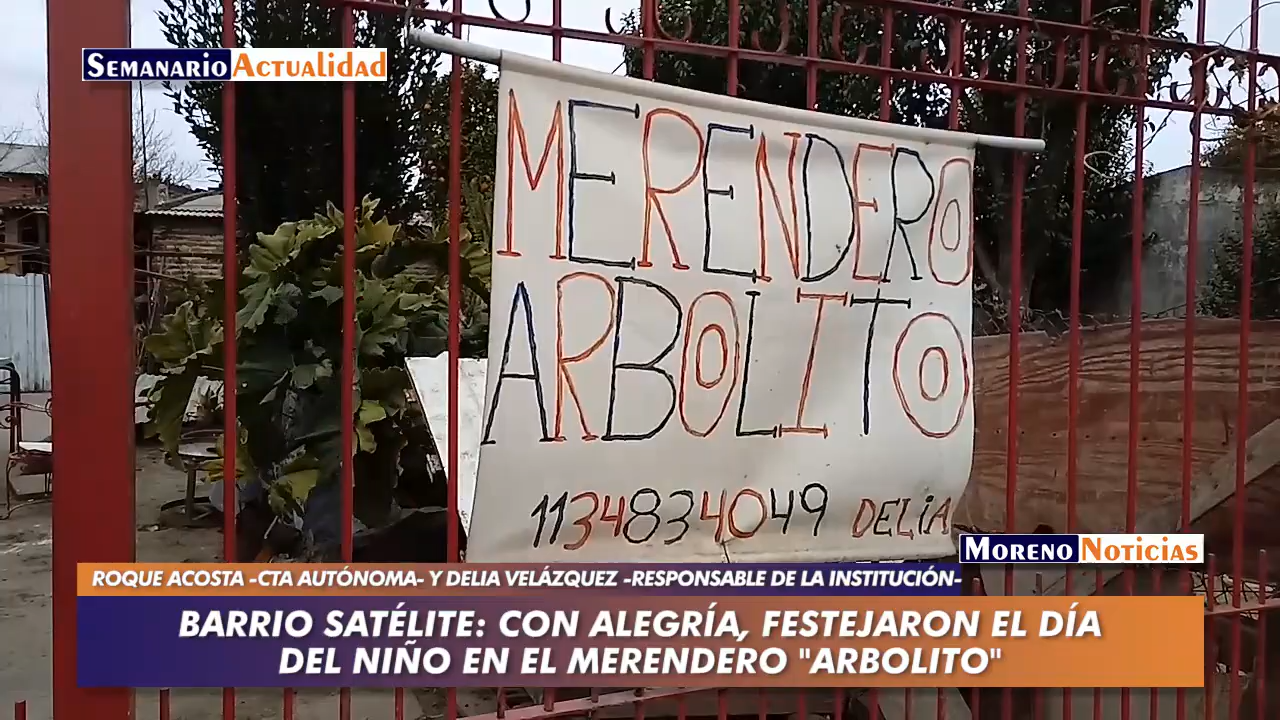 SEMANARIO ACTUALIDAD
MERENDERO
ARBOLITO
1134834049 DELiA
MORENO NOTICIAS
ROQUE ACOSTA -CTA AUTÓNOMA- Y DELIA VELÁZQUEZ -RESPONSABLE DE LA INSTITUCIÓN-
BARRIO SATÉLITE: CON ALEGRÍA, FESTEJARON EL DÍA
DEL NIÑO EN EL MERENDERO "ARBOLITO"